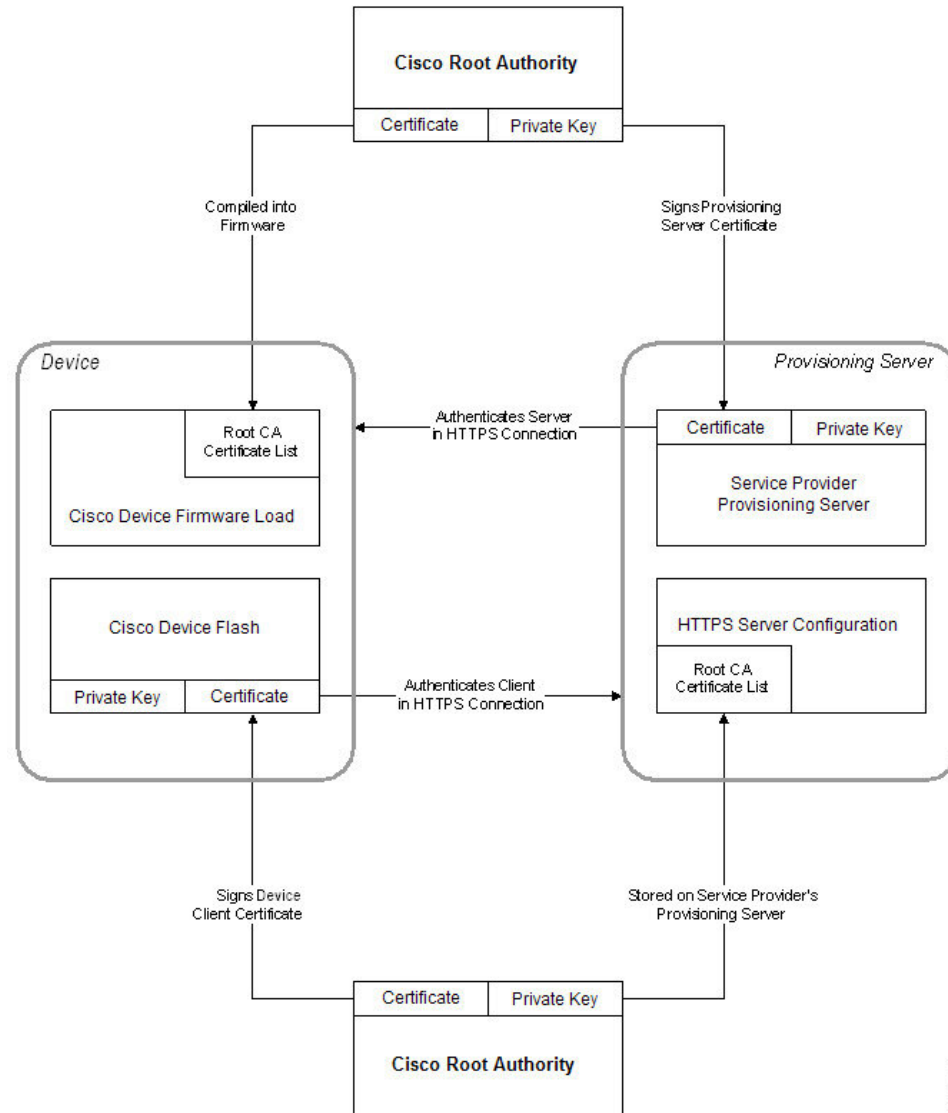 Cisco Root Authority
Certificate
Private Key
Compiled into
Firmware
Signs Provisioning
Server Certificate
Device
Provisioning Server
Root CA
Certificate List
Cisco Device Firmware Load
Authenticates Server
in HTTPS Connection
Certificate
Private Key
Service Provider
Provisioning Server
Cisco Device Flash
Private Key
Certificate
Authenticates Client
in HTTPS Connection
HTTPS Server Configuration
Root CA
Certificate List
Signs Device
Client Certificate
Stored on Service Provider's
Provisioning Server
Certificate
Private Key
Cisco Root Authority